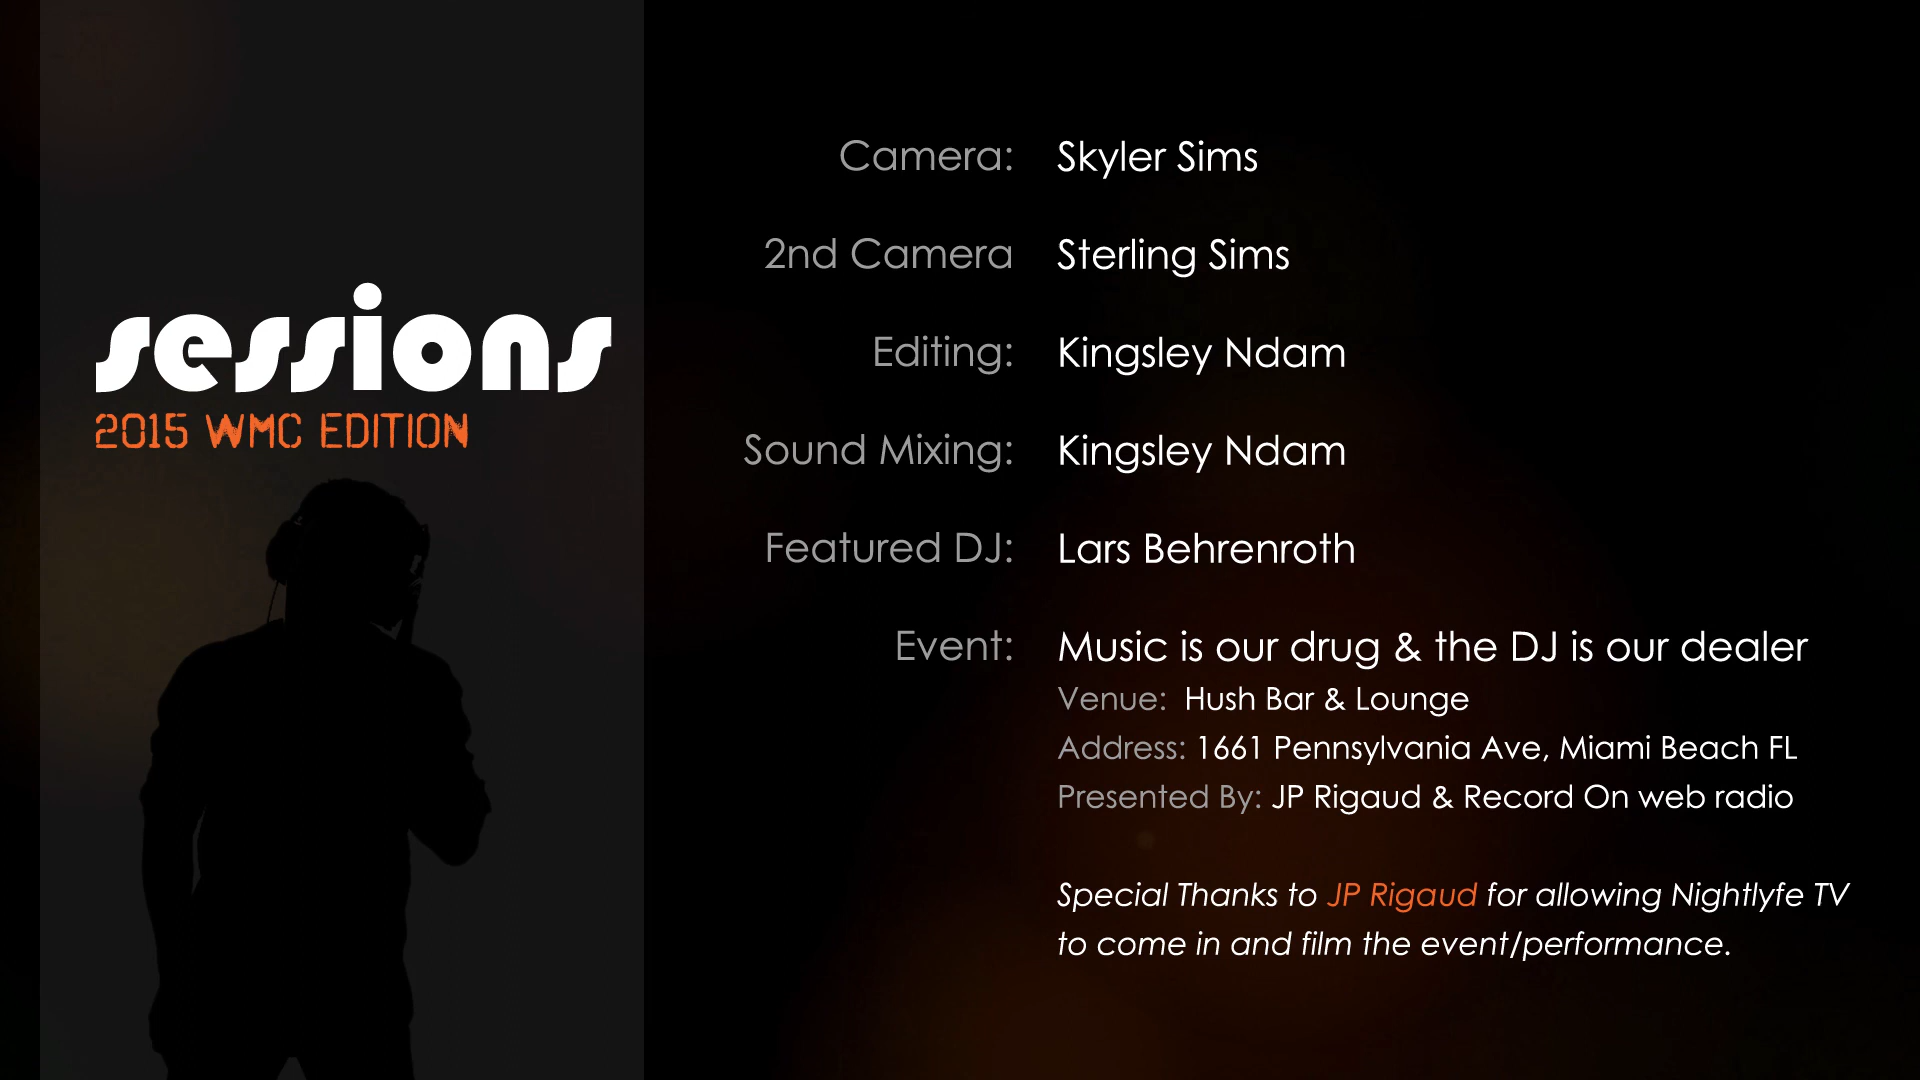 sessions
2015 WMC EDITION
Camera: Skyler Sims
2nd Camera Sterling Sims
Editing: Kingsley Ndam
Sound Mixing: Kingsley Ndam
Featured DJ: Lars Behrenroth
Event: Music is our drug & the DJ is our dealer
Venue: Hush Bar & Lounge
Address: 1661 Pennsylvania Ave, Miami Beach FL
Presented By: JP Rigaud & Record On web radio
Special Thanks to JP Rigaud for allowing Nightlyfe TV
to come in and film the event/performance.